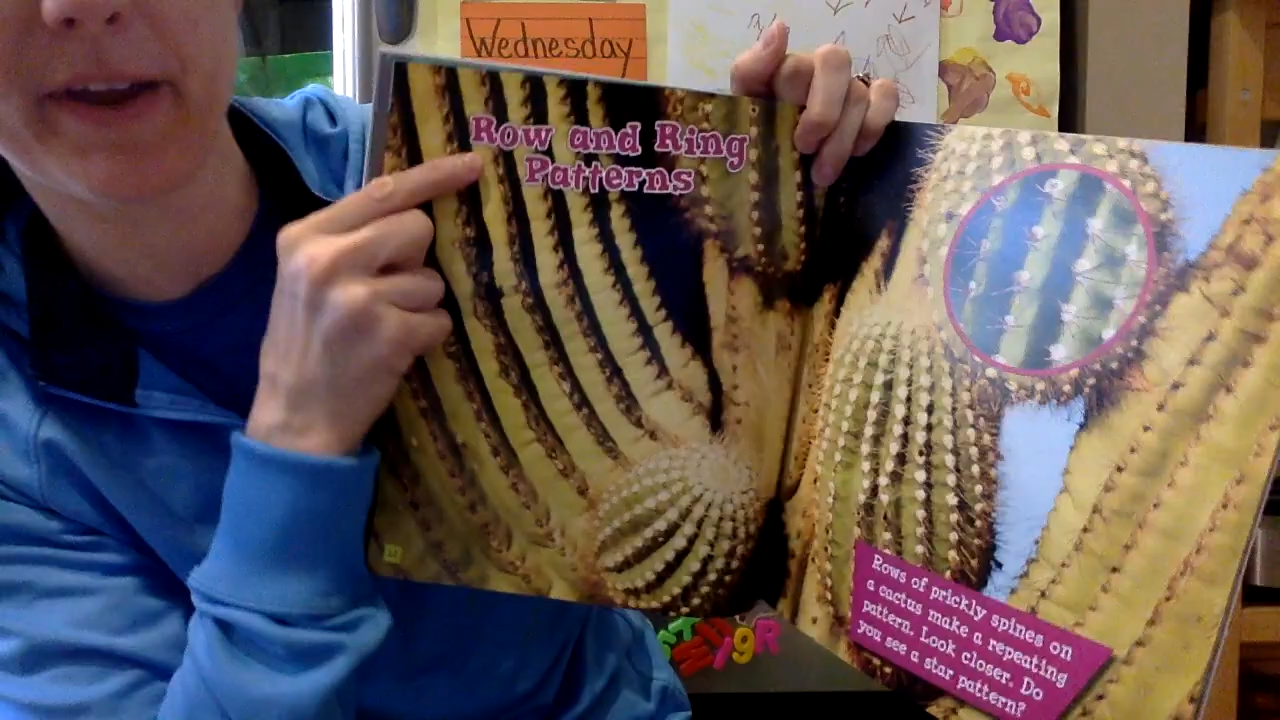 Wednesday
Row and Ring
Patterns
Rows of prickly spines on
a cactus make a repeating
pattern. Look closer. Do
you see a star pattern?